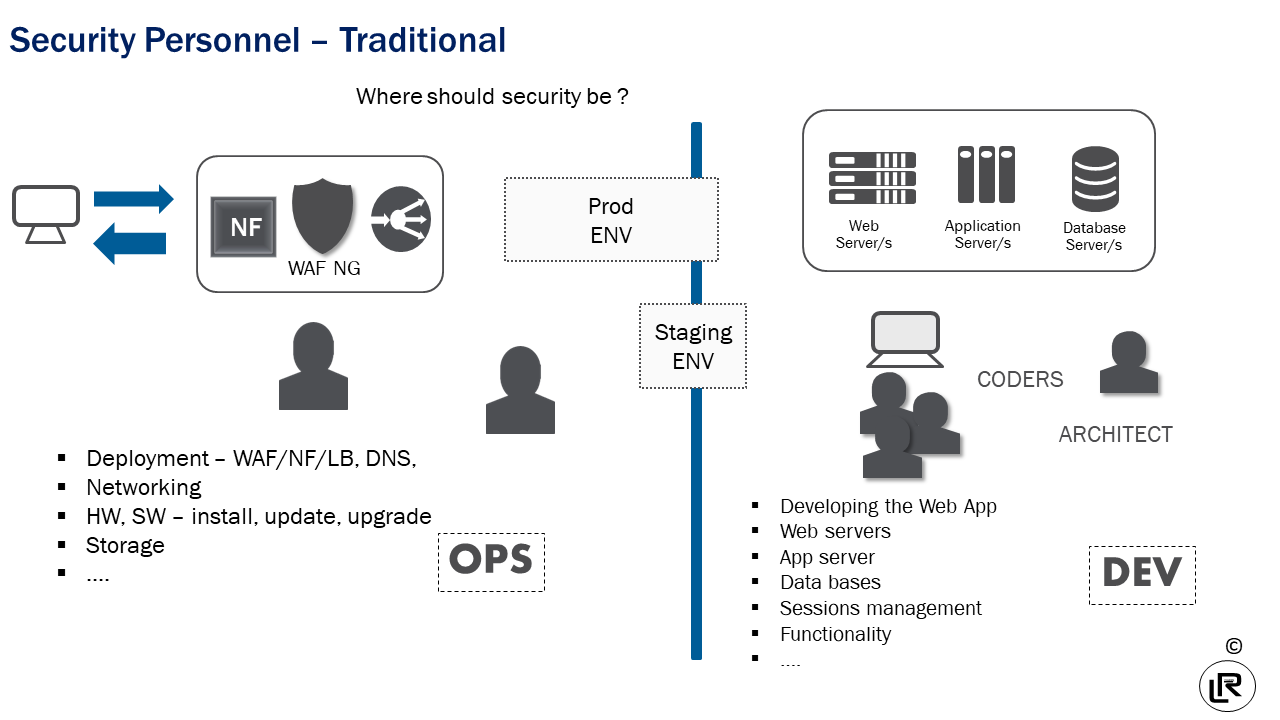 Security Personnel – Traditional
Where should security be ?
NF
WAF NG
Prod
ENV
Staging
ENV
Web
Server/s
Application
Server/s
Database
Server/s
CODERS
ARCHITECT
▪ Deployment – WAF/NF/LB, DNS,
▪ Networking
▪ HW, SW – install, update, upgrade
▪ Storage
▪ ....
OPS
▪ Developing the Web App
▪ Web servers
▪ App server
▪ Data bases
▪ Sessions management
▪ Functionality
▪ ....
DEV
©
LR